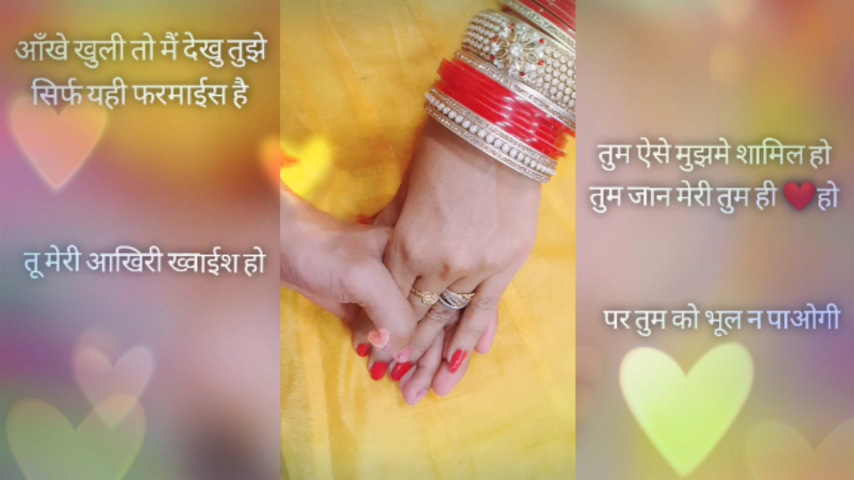 आँखे खुली तो मैं देखु तुझे
सिर्फ यही फरमाईस है
तू मेरी आखिरी ख्वाईश हो
तुम ऐसे मुझमे शामिल हो
तुम जान मेरी तुम ही ❤️हो
पर तुम को भूल न पाओगी